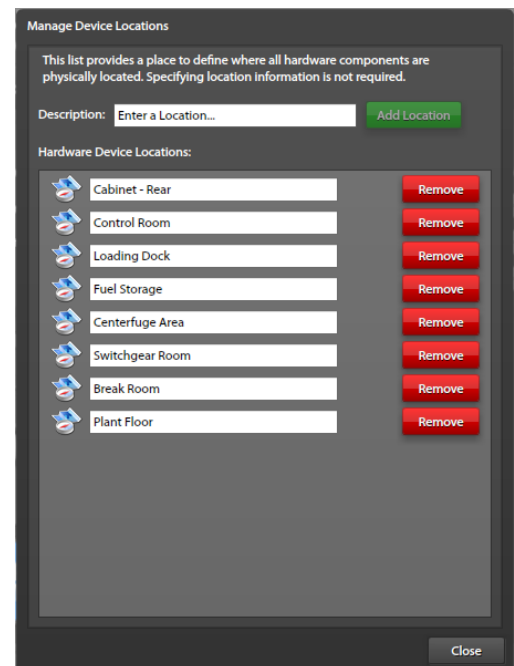 Manage Device Locations
This list provides a place to define where all hardware components are
physically located. Specifying location information is not required.
Description: Enter a Location... Add Location
Hardware Device Locations:
Cabinet - Rear Remove
Control Room Remove
Loading Dock Remove
Fuel Storage Remove
Centerfuge Area Remove
Switchgear Room Remove
Break Room Remove
Plant Floor Remove
Close